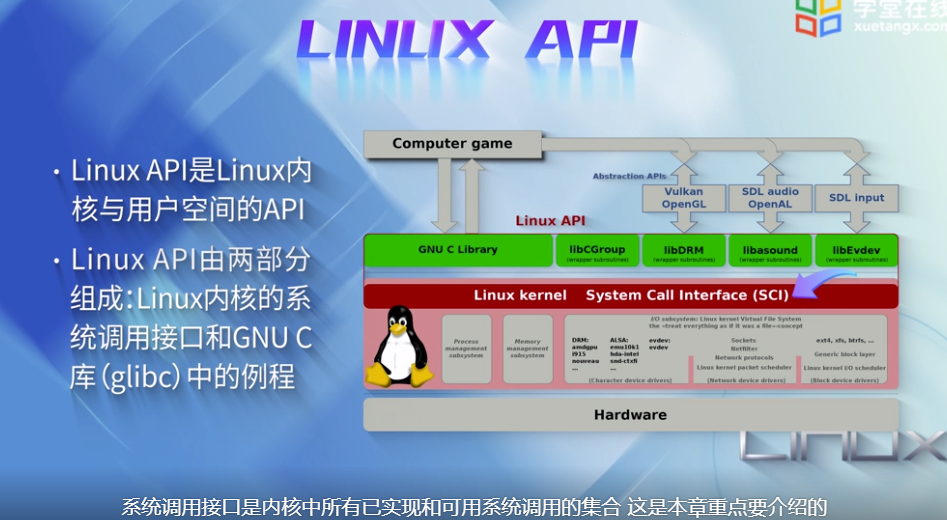 学堂在线
xuetangx.com
LINUX API
• Linux API是Linux内
核与用户空间的API
• Linux API由两部分
组成:Linux内核的系
统调用接口和GNU C
库(glibc)中的例程
Computer game
Abstraction APIs
Vulkan
OpenGL
SDL audio
OpenAL
SDL input
Linux API
GNU C Library
libCGroup
(wrapper subroutines)
libDRM
(wrapper subroutines)
libasound
(wrapper subroutines)
libEvdev
(wrapper subroutines)
Linux kernel System Call Interface (SCI)
Process
management
subsystem
Memory
management
subsystem
I/O subsystem: Linux kernel Virtual File System
the «treat everything as if it was a file»-concept
DRM:
amdgpu
i915
nouveau
...
ALSA:
emu10k1
hda-intel
snd-ctxfi
...
evdev:
evdev
(Character device drivers)
Sockets
Netfilter
Network protocols
Linux kernel packet scheduler
(Network device drivers)
ext4, xfs, btrfs, ...
Generic block layer
Linux kernel I/O scheduler
(Block device drivers)
Hardware
LINUX
系统调用接口是内核中所有已实现和可用系统调用的集合 这是本章重点要介绍的